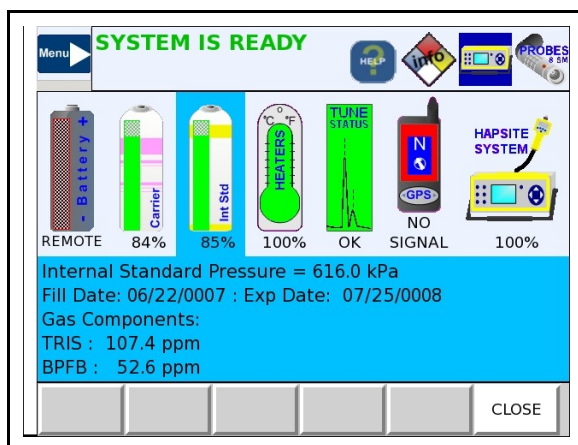 Menu
SYSTEM IS READY
HELP
info
PROBES
& SM
- Battery +
Carrier
Int Std
°C °F
HEATERS
TUNE
STATUS
N
GPS
HAPSITE
SYSTEM
REMOTE
84%
85%
100%
OK
NO
SIGNAL
100%
Internal Standard Pressure = 616.0 kPa
Fill Date: 06/22/0007 : Exp Date: 07/25/0008
Gas Components:
TRIS : 107.4 ppm
BPFB : 52.6 ppm
CLOSE